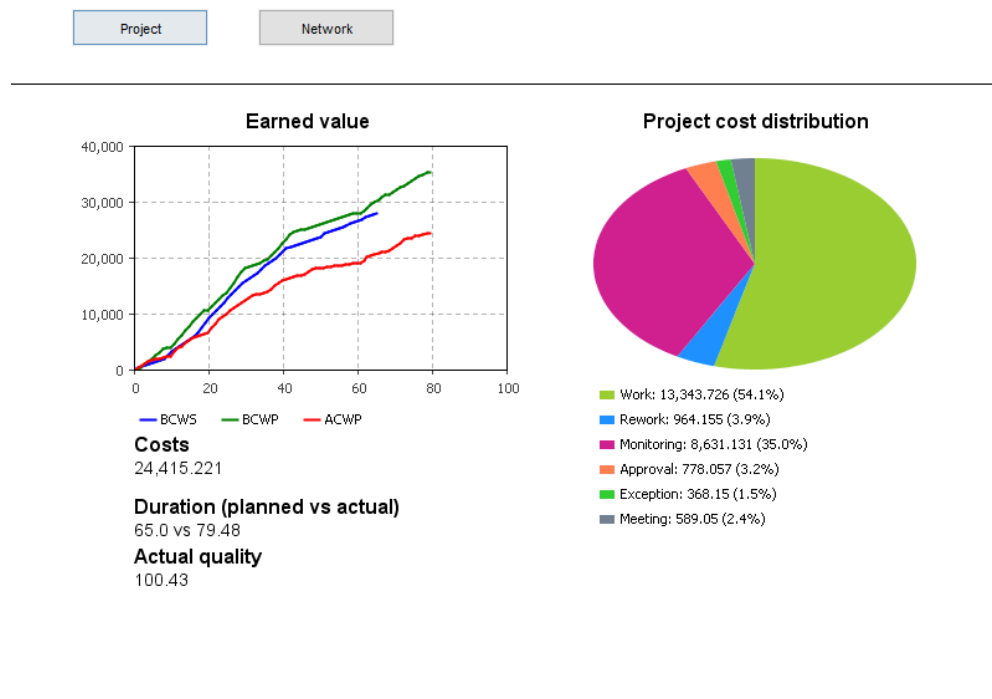 Project
Network
Earned value
40,000
30,000
20,000
10,000
0
0 20 40 60 80 100
BCWS BCWP ACWP
Costs
24,415.221
Duration (planned vs actual)
65.0 vs 79.48
Actual quality
100.43
Project cost distribution
Work: 13,343.726 (54.1%)
Rework: 964.155 (3.9%)
Monitoring: 8,631.131 (35.0%)
Approval: 778.057 (3.2%)
Exception: 368.15 (1.5%)
Meeting: 589.05 (2.4%)